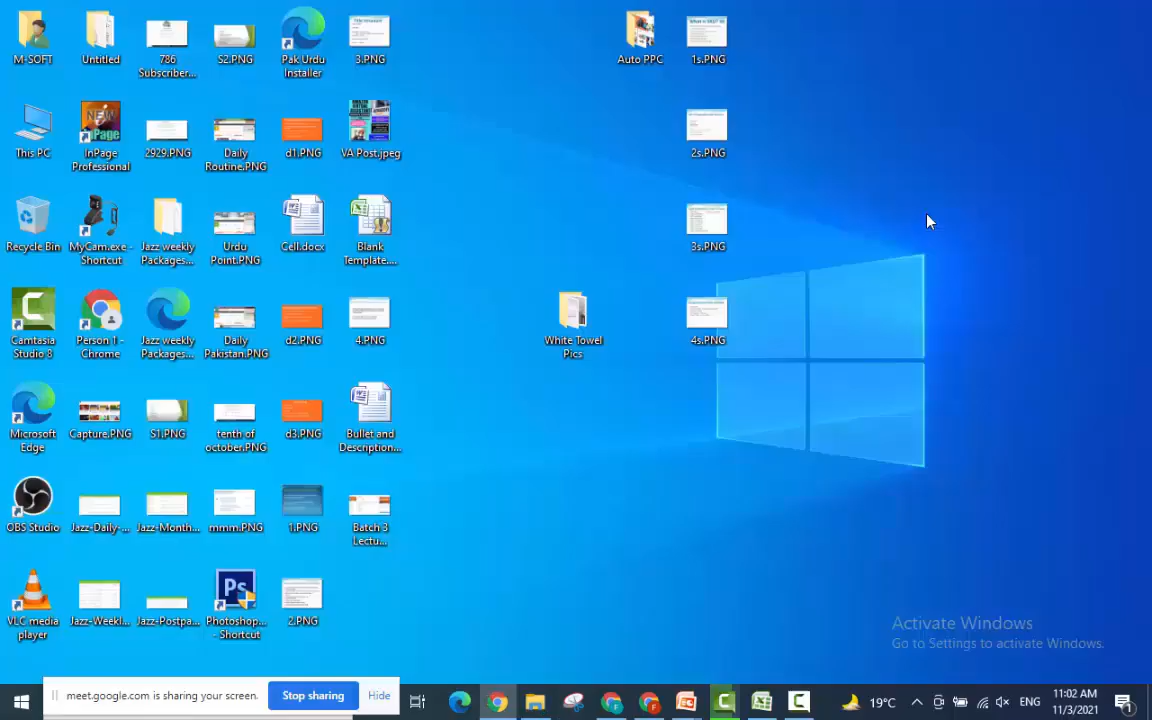 M-SOFT
Untitled
786
Subscriber...
S2.PNG
Pak Urdu
Installer
3.PNG
Auto PPC
1s.PNG
This PC
NEW
InPage
InPage
Professional
2929.PNG
Daily
Routine.PNG
d1.PNG
VA Post.jpeg
2s.PNG
Recycle Bin
MyCam.exe -
Shortcut
Jazz weekly
Packages...
Urdu
Point.PNG
Cell.docx
Blank
Template....
3s.PNG
Camtasia
Studio 8
Person 1 -
Chrome
Jazz weekly
Packages...
Daily
Pakistan.PNG
d2.PNG
4.PNG
White Towel
Pics
4s.PNG
Microsoft
Edge
Capture.PNG
S1.PNG
tenth of
october.PNG
d3.PNG
Bullet and
Description...
OBS Studio
Jazz-Daily-...
Jazz-Month...
mmm.PNG
1.PNG
Batch 3
Lectu...
VLC media
player
Jazz-Weekl...
Jazz-Postpa...
Ps
Photoshop...
- Shortcut
2.PNG
Activate Windows
Go to Settings to activate Windows.
meet.google.com is sharing your screen.
Stop sharing
Hide
19°C
ENG
11:02 AM
11/3/2021
1